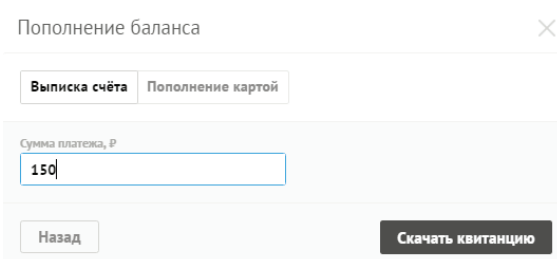 Пополнение баланса
Выписка счёта Пополнение картой
Сумма платежа, ₽
150
Назад Скачать квитанцию